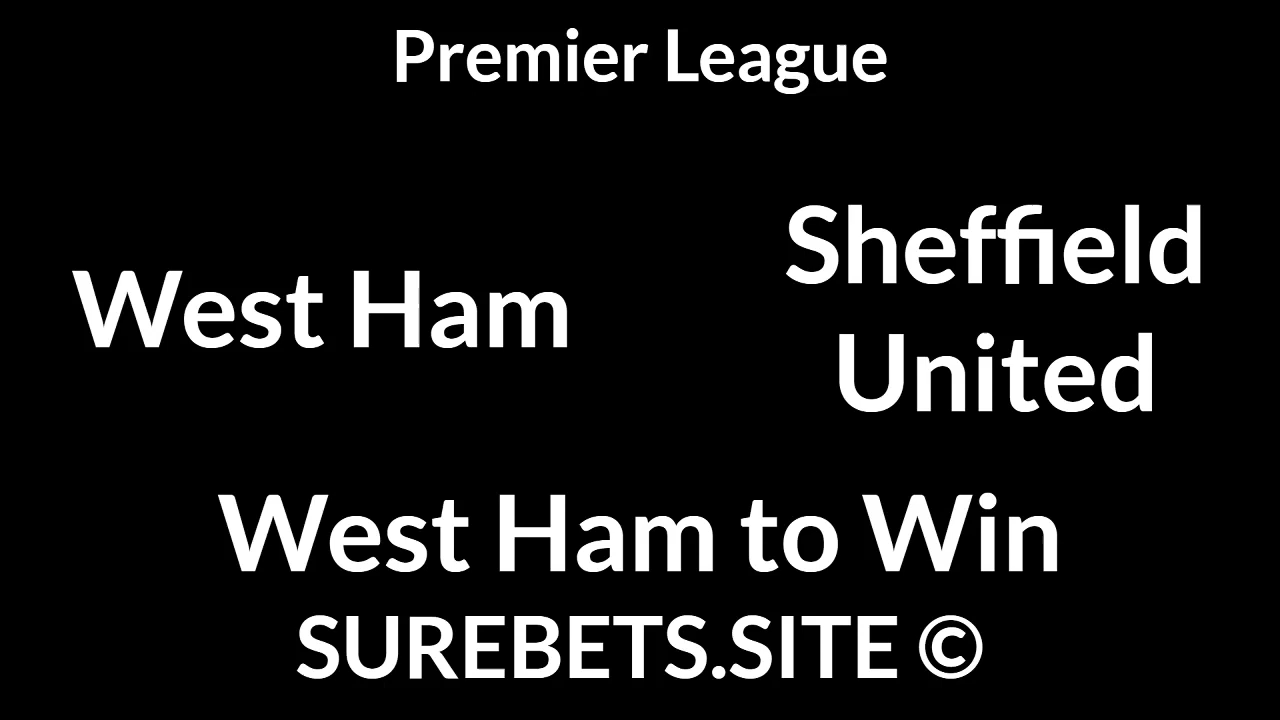 Premier League
West Ham
Sheffield
United
West Ham to Win
SUREBETS.SITE ©